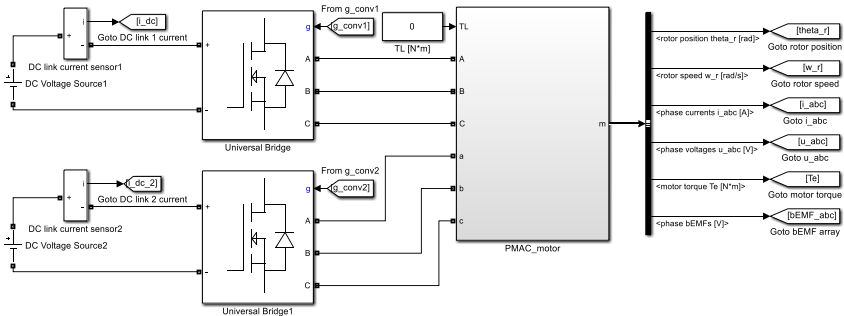 From g_conv1
[i_dc]
i
+
-
Goto DC link 1 current
DC link current sensor1
DC Voltage Source1
+
+
-
g
A
B
C
Universal Bridge
[g_conv1]
0
TL [N*m]
TL
A
B
C
a
b
c
m
PMAC_motor
From g_conv2
[i_dc_2]
i
+
-
Goto DC link 2 current
DC link current sensor2
DC Voltage Source2
+
+
-
g
A
B
C
Universal Bridge1
[g_conv2]
<rotor position theta_r [rad]>
[theta_r]
Goto rotor position
<rotor speed w_r [rad/s]>
[w_r]
Goto rotor speed
<phase currents i_abc [A]>
[i_abc]
Goto i_abc
<phase voltages u_abc [V]>
[u_abc]
Goto u_abc
<motor torque Te [N*m]>
[Te]
Goto motor torque
<phase bEMFs [V]>
[bEMF_abc]
Goto bEMF array